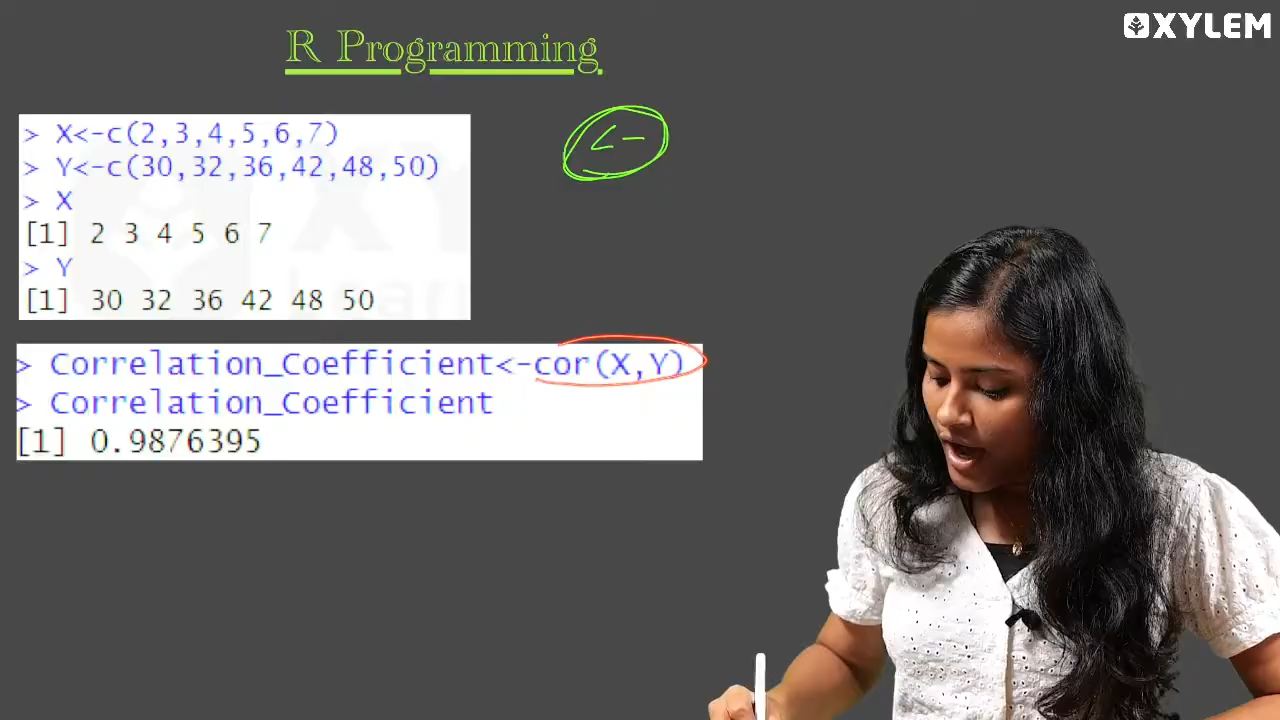 XYLEM
R Programming
<-
> X<-c(2,3,4,5,6,7)
> Y<-c(30,32,36,42,48,50)
> X
[1] 2 3 4 5 6 7
> Y
[1] 30 32 36 42 48 50
> Correlation_Coefficient<-cor(X,Y)
> Correlation_Coefficient
[1] 0.9876395